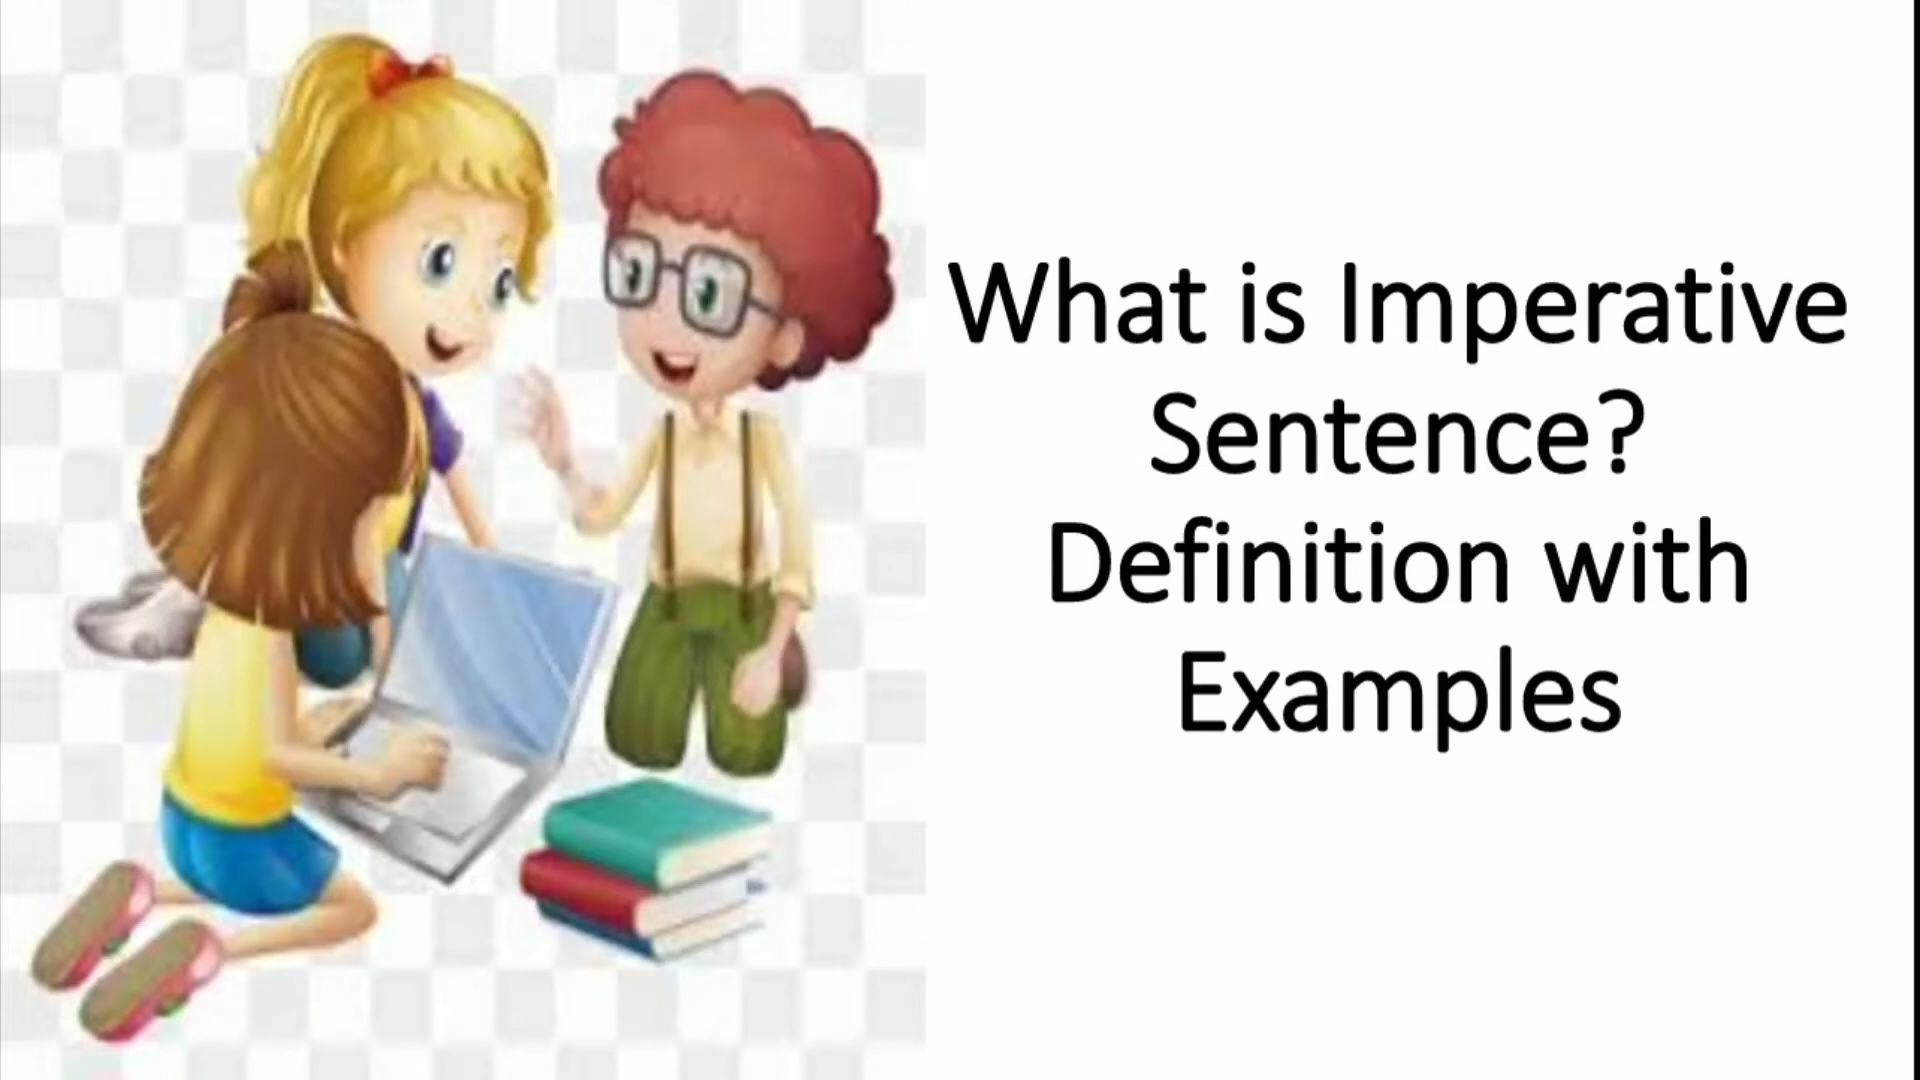 What is Imperative
Sentence?
Definition with
Examples